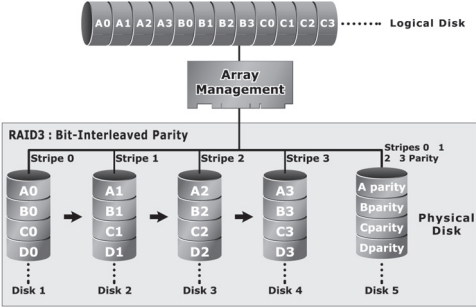 A0 A1 A2 A3 B0 B1 B2 B3 C0 C1 C2 C3 Logical Disk
Array
Management
RAID3 : Bit-Interleaved Parity
Stripes 0 1
2 3 Parity
Stripe 0 Stripe 1 Stripe 2 Stripe 3
A0 A1 A2 A3 A parity
B0 B1 B2 B3 Bparity
C0 C1 C2 C3 Cparity
D0 D1 D2 D3 Dparity
Physical
Disk
Disk 1 Disk 2 Disk 3 Disk 4 Disk 5